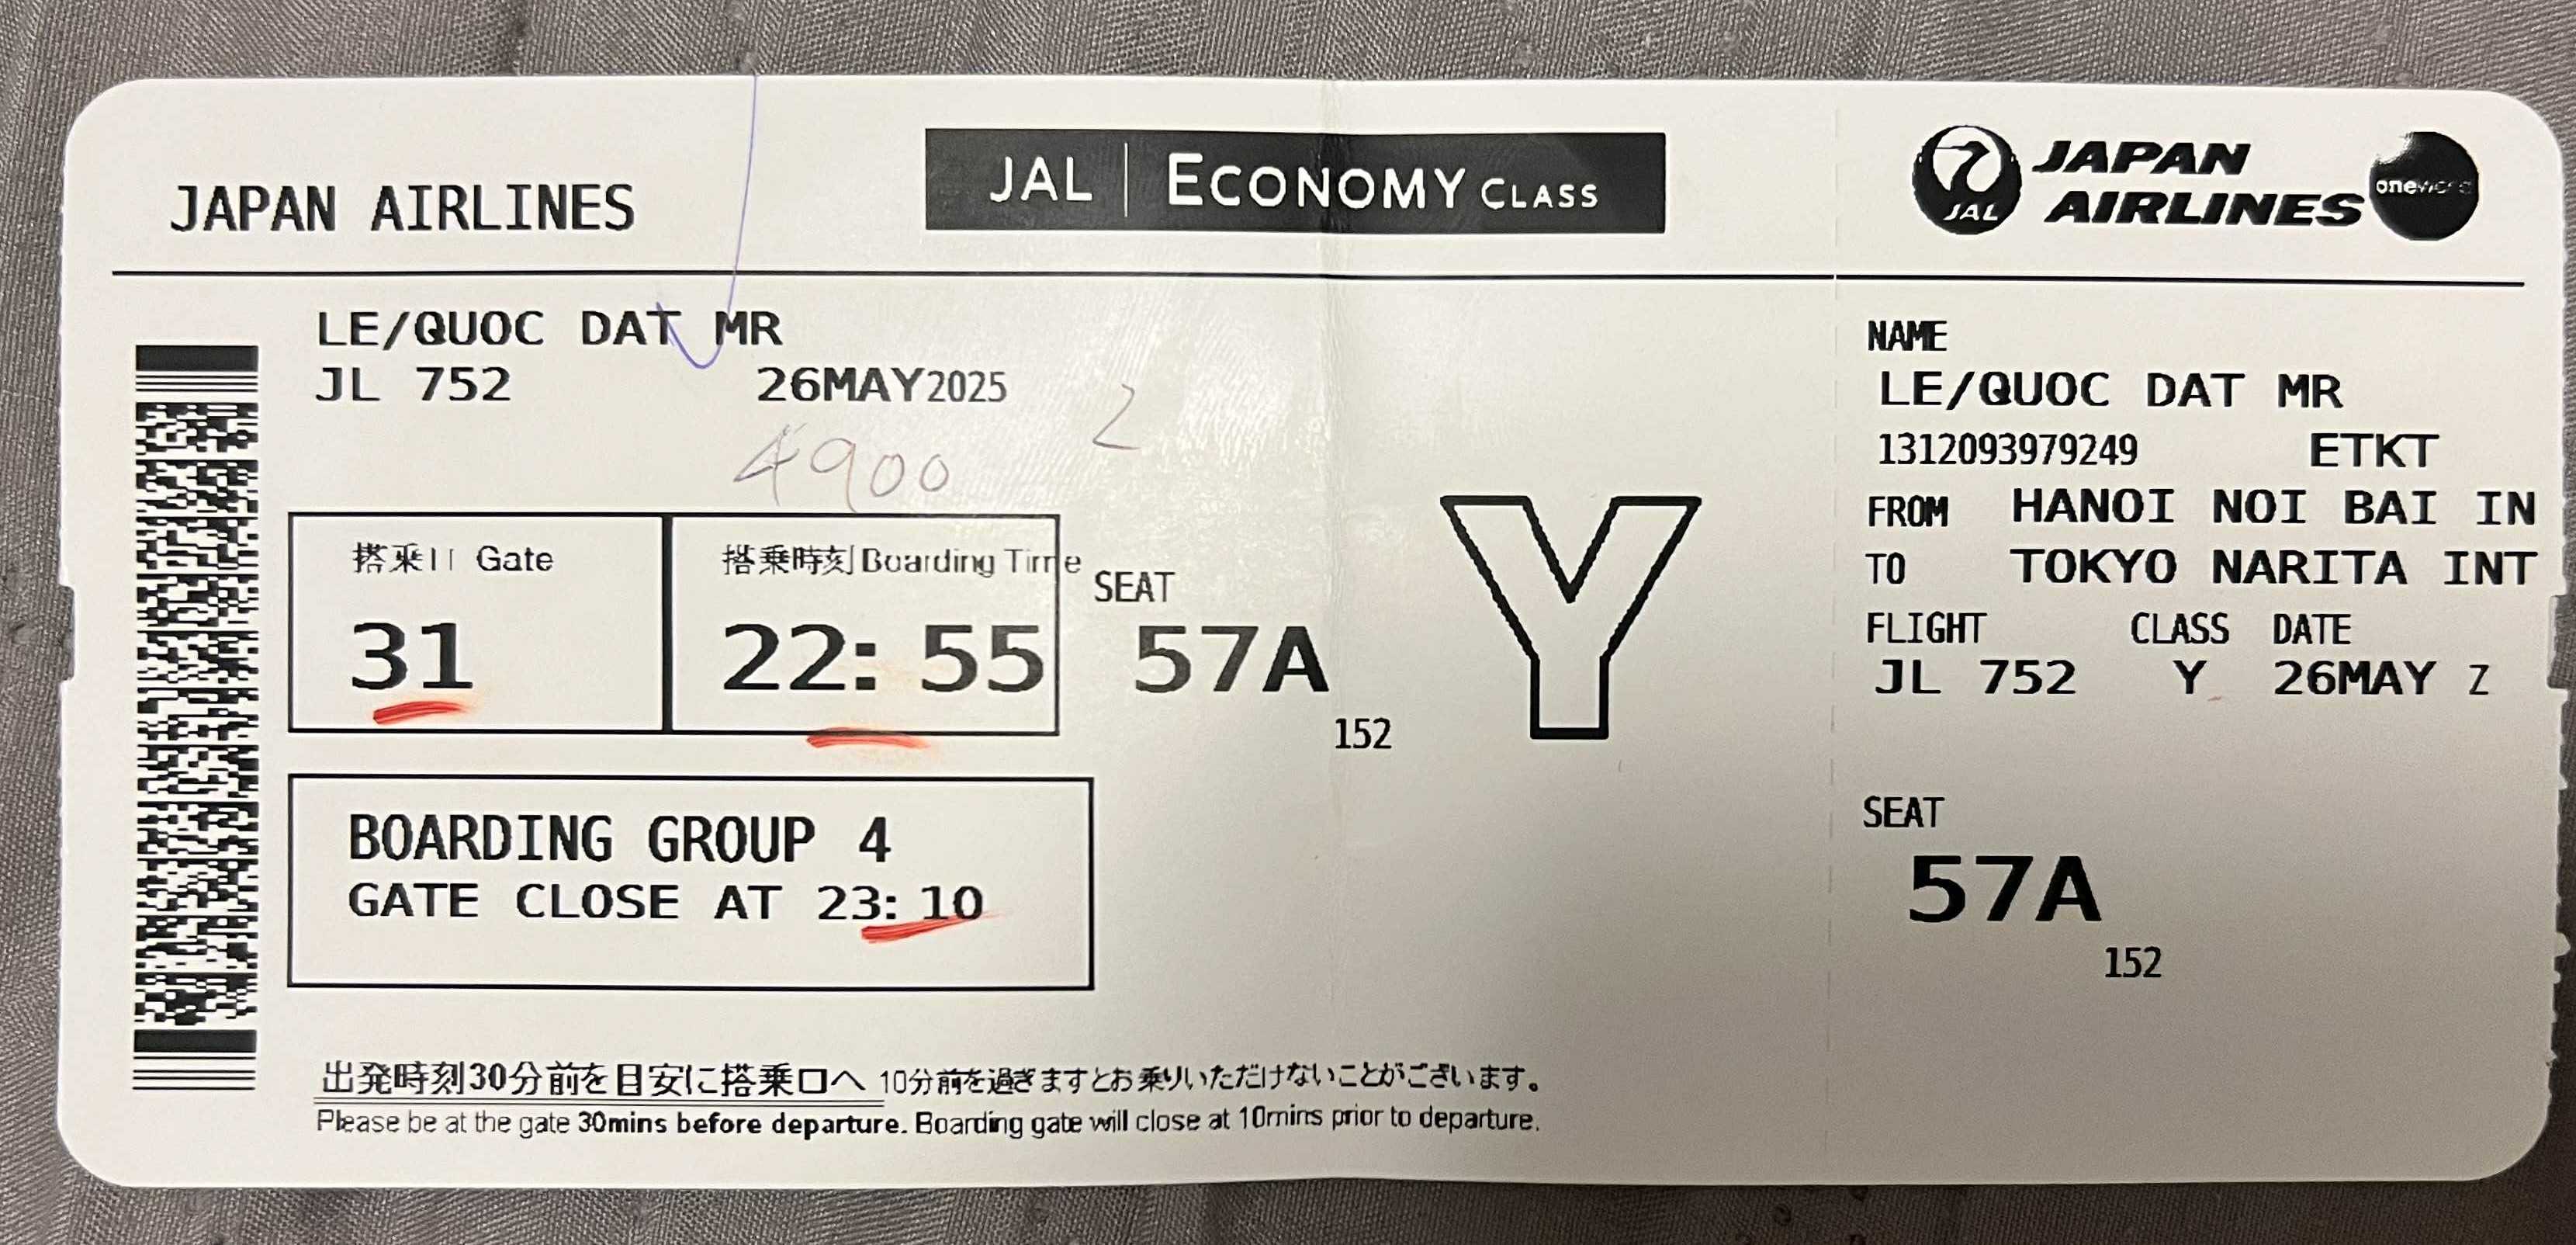 JAPAN AIRLINES
JAL | ECONOMY CLASS
JAL
JAPAN AIRLINES
oneworld
LE/QUOC DAT MR
JL 752 26MAY2025
4900 2
搭乗口 Gate
31
搭乗時刻 Boarding Time
22:55
SEAT
57A
152
Y
BOARDING GROUP 4
GATE CLOSE AT 23:10
出発時刻30分前を目安に搭乗口へ 10分前を過ぎますとお乗りいただけないことがございます。
Please be at the gate 30mins before departure. Boarding gate will close at 10mins prior to departure.
NAME
LE/QUOC DAT MR
1312093979249 ETKT
FROM HANOI NOI BAI IN
TO TOKYO NARITA INT
FLIGHT CLASS DATE
JL 752 Y 26MAY Z
SEAT
57A
152